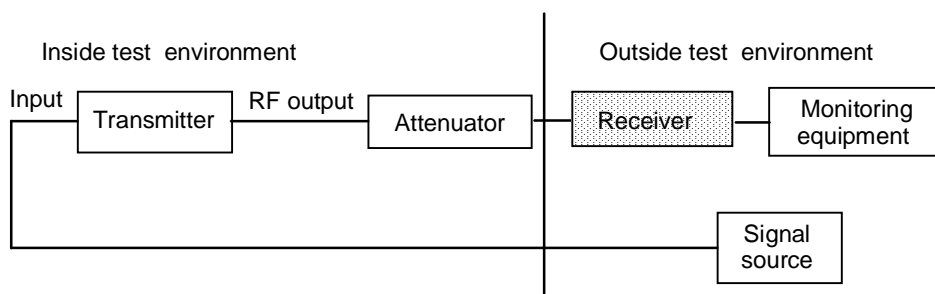 Inside test environment
Outside test environment
Input
Transmitter
RF output
Attenuator
Receiver
Monitoring
equipment
Signal
source